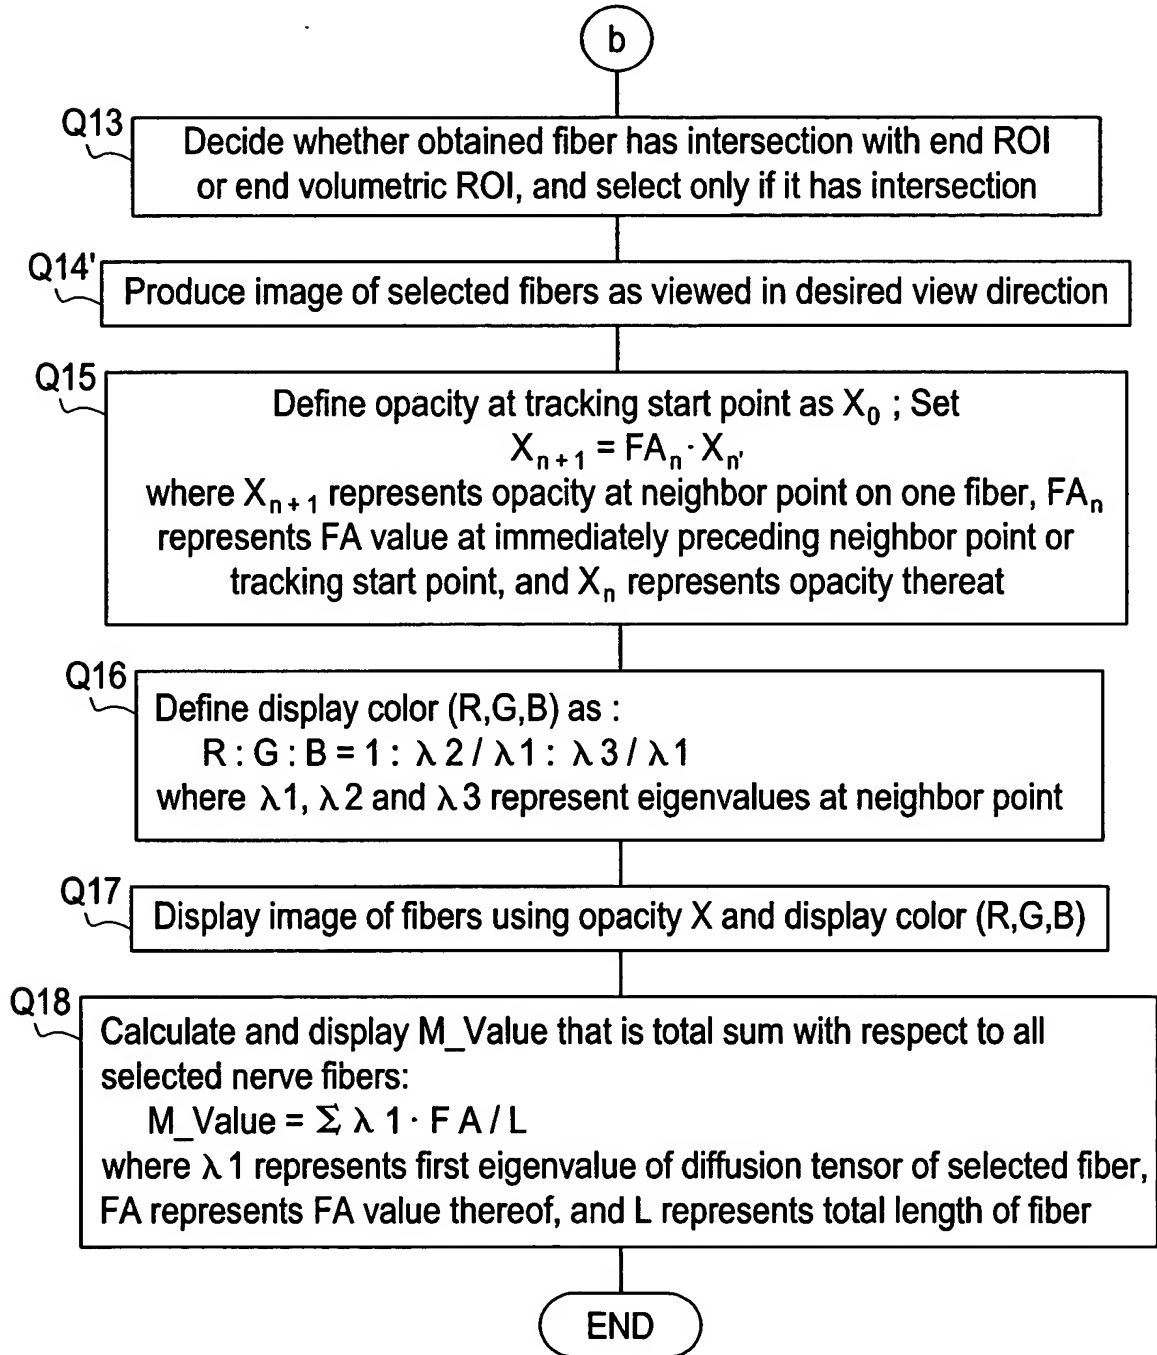 b
Q13
Decide whether obtained fiber has intersection with end ROI
or end volumetric ROI, and select only if it has intersection
Q14'
Produce image of selected fibers as viewed in desired view direction
Q15
Define opacity at tracking start point as X₀ ; Set
Xₙ₊₁ = FAₙ · Xₙ,
where Xₙ₊₁ represents opacity at neighbor point on one fiber, FAₙ
represents FA value at immediately preceding neighbor point or
tracking start point, and Xₙ represents opacity thereat
Q16
Define display color (R,G,B) as :
R : G : B = 1 : λ 2 / λ1 : λ 3 / λ1
where λ1, λ2 and λ3 represent eigenvalues at neighbor point
Q17
Display image of fibers using opacity X and display color (R,G,B)
Q18
Calculate and display M_Value that is total sum with respect to all
selected nerve fibers:
M_Value = Σ λ 1 · F A / L
where λ 1 represents first eigenvalue of diffusion tensor of selected fiber,
FA represents FA value thereof, and L represents total length of fiber
END